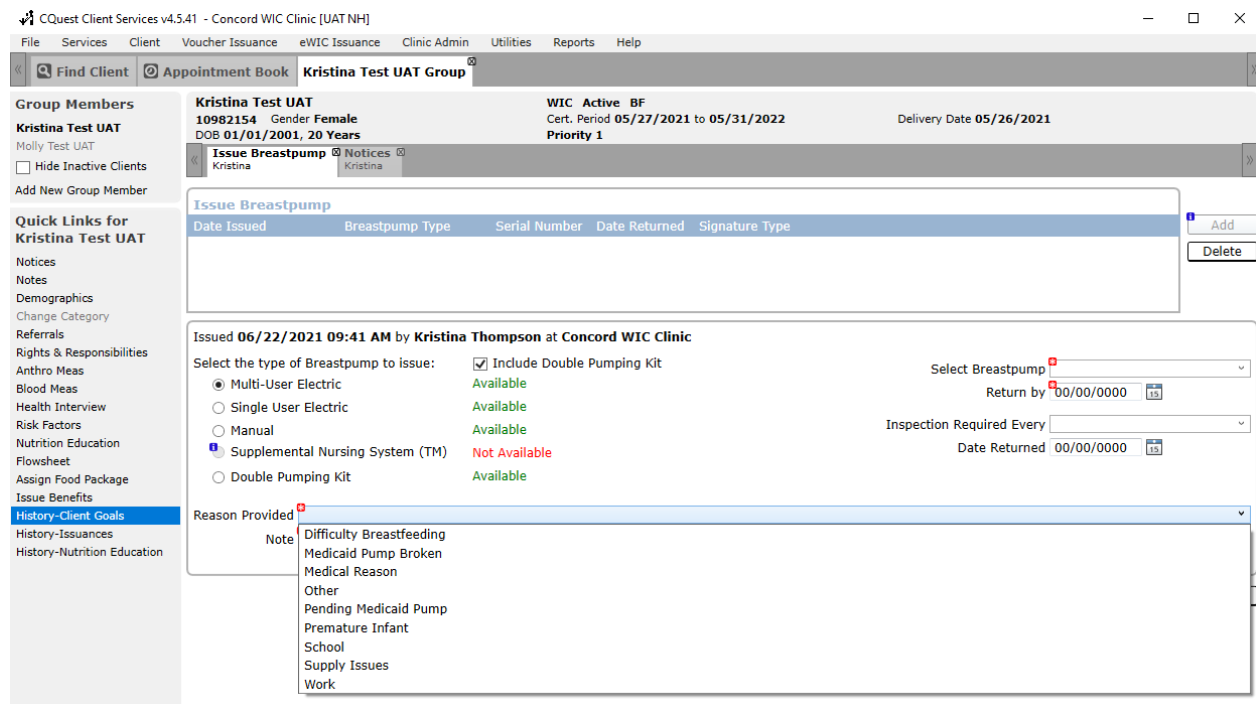 CQuest Client Services v4.5.41 - Concord WIC Clinic [UAT NH]
File Services Client Voucher Issuance eWIC Issuance Clinic Admin Utilities Reports Help
Find Client Appointment Book Kristina Test UAT Group
Group Members
Kristina Test UAT
Molly Test UAT
Hide Inactive Clients
Add New Group Member
Quick Links for
Kristina Test UAT
Notices
Notes
Demographics
Change Category
Referrals
Rights & Responsibilities
Anthro Meas
Blood Meas
Health Interview
Risk Factors
Nutrition Education
Flowsheet
Assign Food Package
Issue Benefits
History-Client Goals
History-Issuances
History-Nutrition Education
Kristina Test UAT WIC Active BF
10982154 Gender Female Cert. Period 05/27/2021 to 05/31/2022 Delivery Date 05/26/2021
DOB 01/01/2001, 20 Years Priority 1
Issue Breastpump Notices
Kristina Kristina
Issue Breastpump
Date Issued Breastpump Type Serial Number Date Returned Signature Type
Add
Delete
Issued 06/22/2021 09:41 AM by Kristina Thompson at Concord WIC Clinic
Select the type of Breastpump to issue: Include Double Pumping Kit
Multi-User Electric Available
Single User Electric Available
Manual Available
Supplemental Nursing System (TM) Not Available
Double Pumping Kit Available
Select Breastpump
Return by 00/00/0000 15
Inspection Required Every
Date Returned 00/00/0000 15
Reason Provided
Note
Difficulty Breastfeeding
Medicaid Pump Broken
Medical Reason
Other
Pending Medicaid Pump
Premature Infant
School
Supply Issues
Work